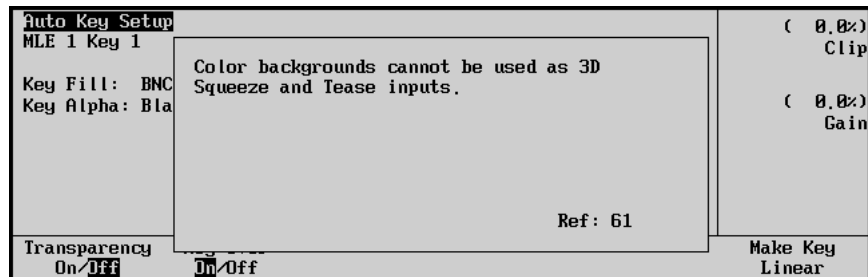 Auto Key Setup
MLE 1 Key 1
Key Fill: BNC
Key Alpha: Bla
Color backgrounds cannot be used as 3D
Squeeze and Tease inputs.
Ref: 61
( 0.0%)
Clip
( 0.0%)
Gain
Transparency
On/Off
On/Off
Make Key
Linear